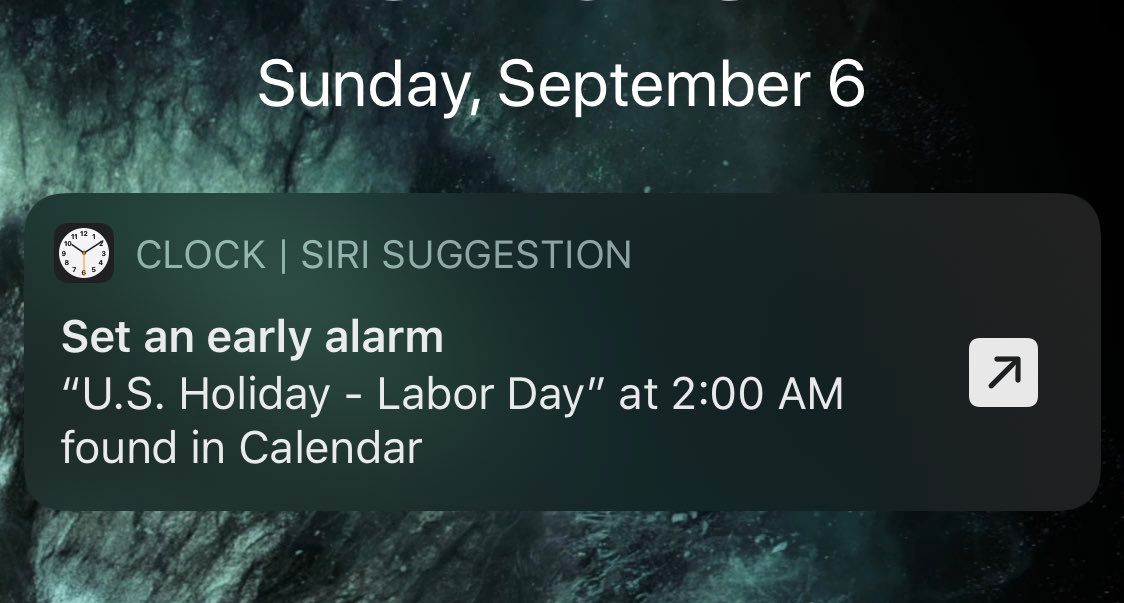 Sunday, September 6
CLOCK | SIRI SUGGESTION
Set an early alarm
“U.S. Holiday - Labor Day” at 2:00 AM
found in Calendar